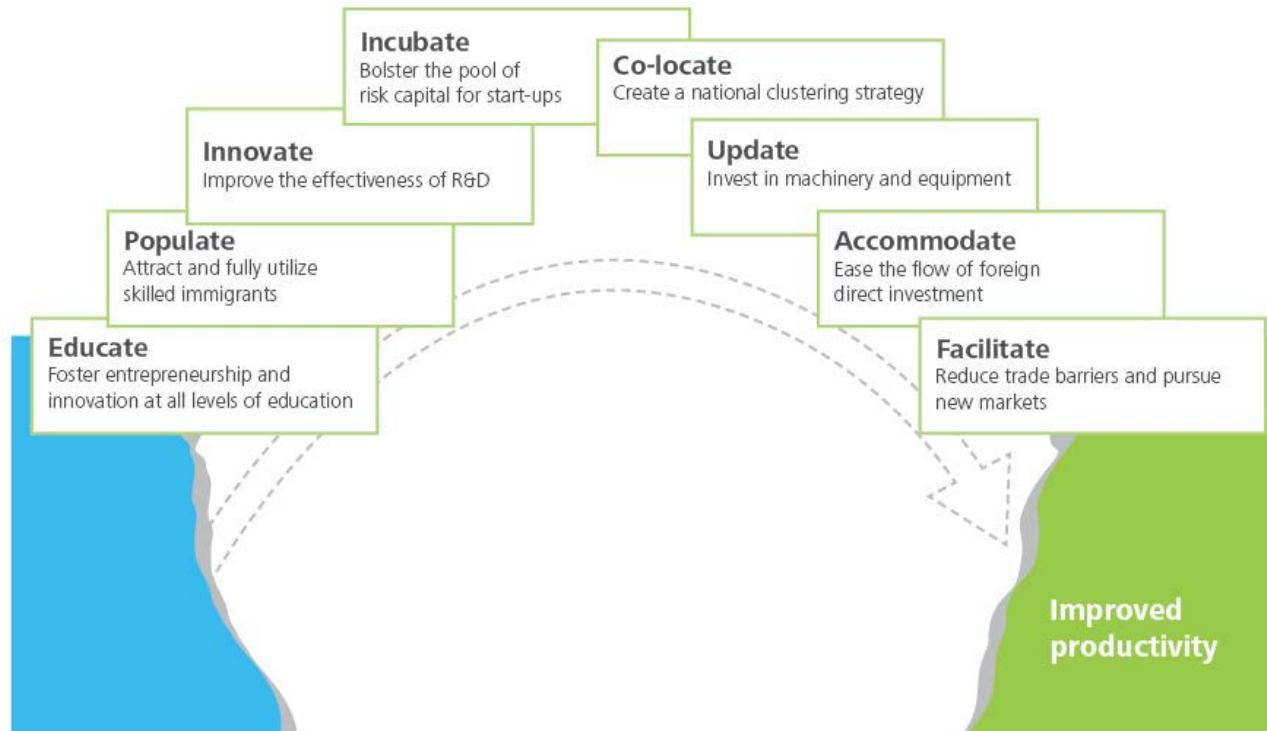 Incubate
Bolster the pool of
risk capital for start-ups
Co-locate
Create a national clustering strategy
Innovate
Improve the effectiveness of R&D
Update
Invest in machinery and equipment
Populate
Attract and fully utilize
skilled immigrants
Accommodate
Ease the flow of foreign
direct investment
Educate
Foster entrepreneurship and
innovation at all levels of education
Facilitate
Reduce trade barriers and pursue
new markets
Improved
productivity